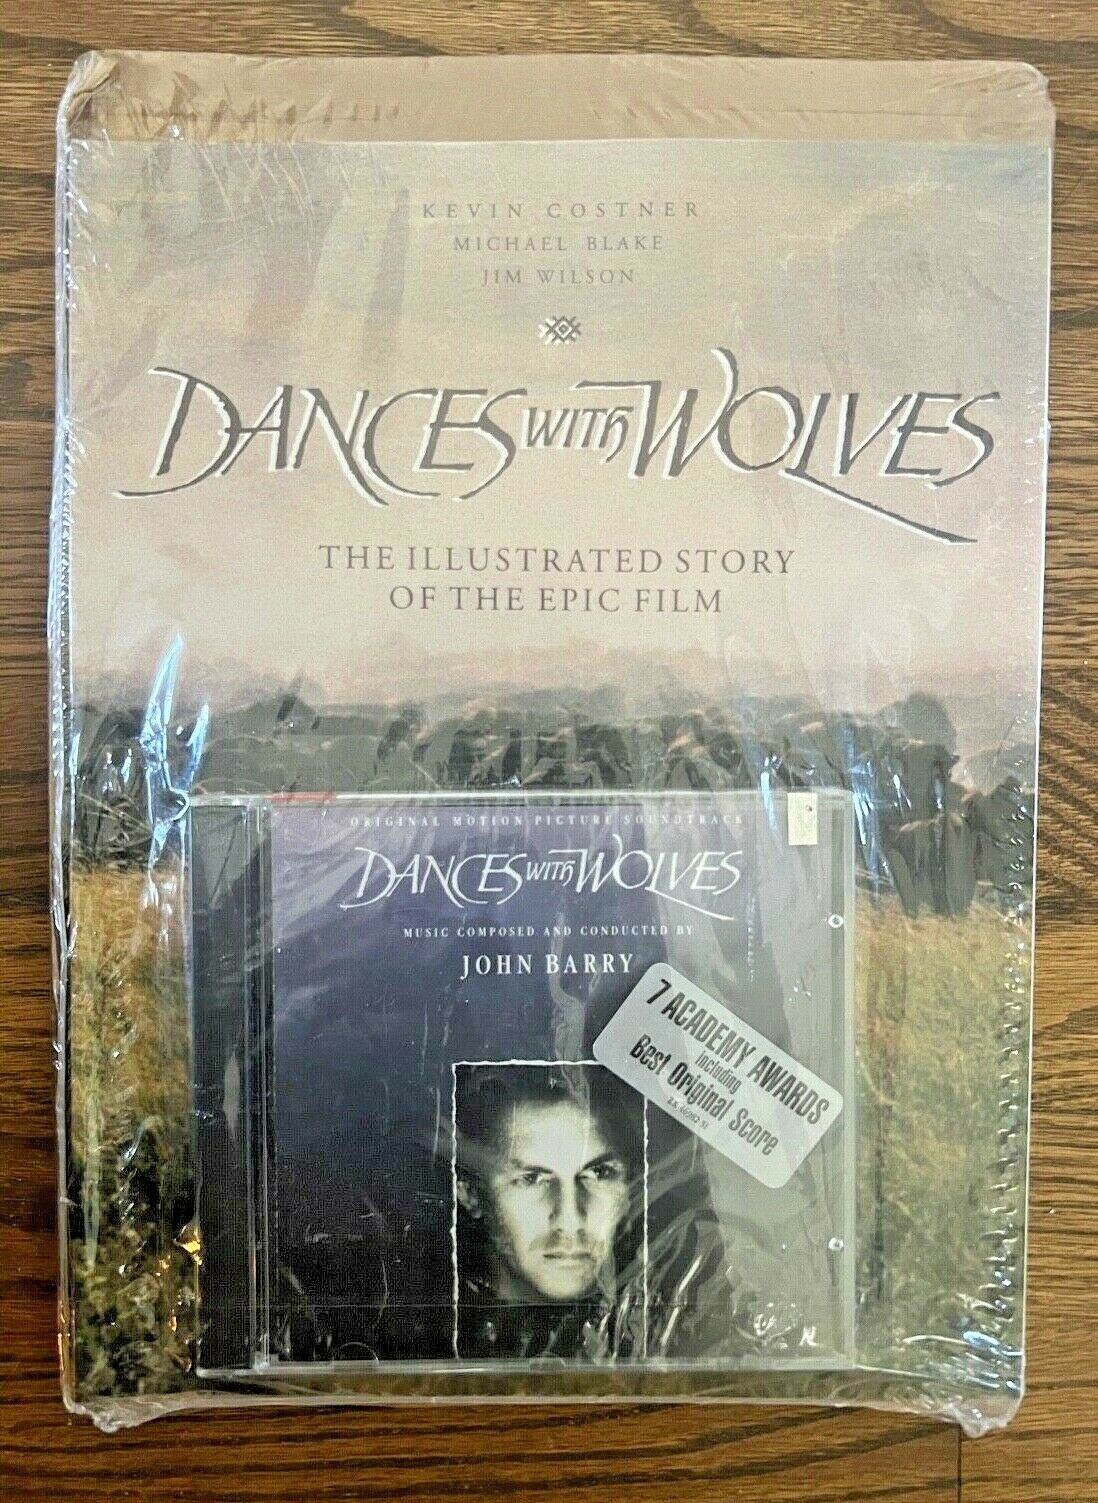 KEVIN COSTNER
MICHAEL BLAKE
JIM WILSON
DANCES WITH WOLVES
THE ILLUSTRATED STORY
OF THE EPIC FILM
ORIGINAL MOTION PICTURE SOUNDTRACK
DANCES WITH WOLVES
MUSIC COMPOSED AND CONDUCTED BY
JOHN BARRY
7 ACADEMY AWARDS
including
Best Original Score